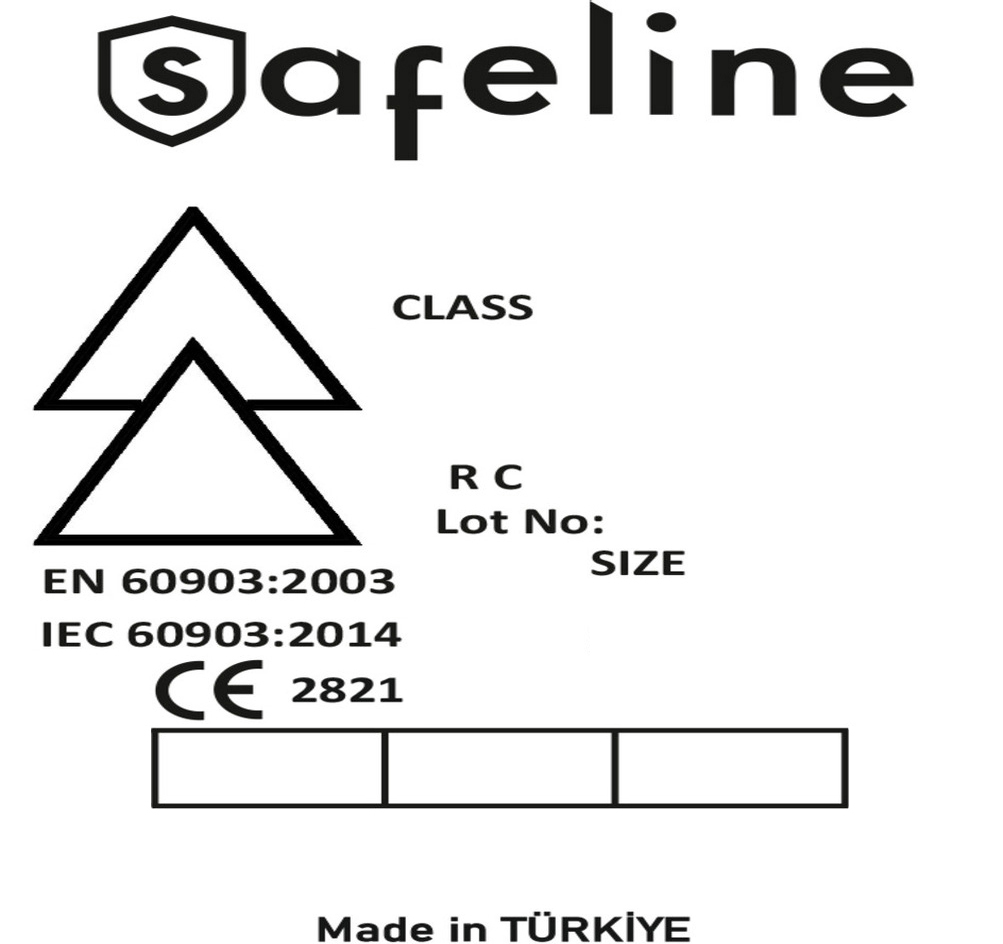 safeline
CLASS
R C
Lot No:
SIZE
EN 60903:2003
IEC 60903:2014
CE 2821
Made in TÜRKİYE